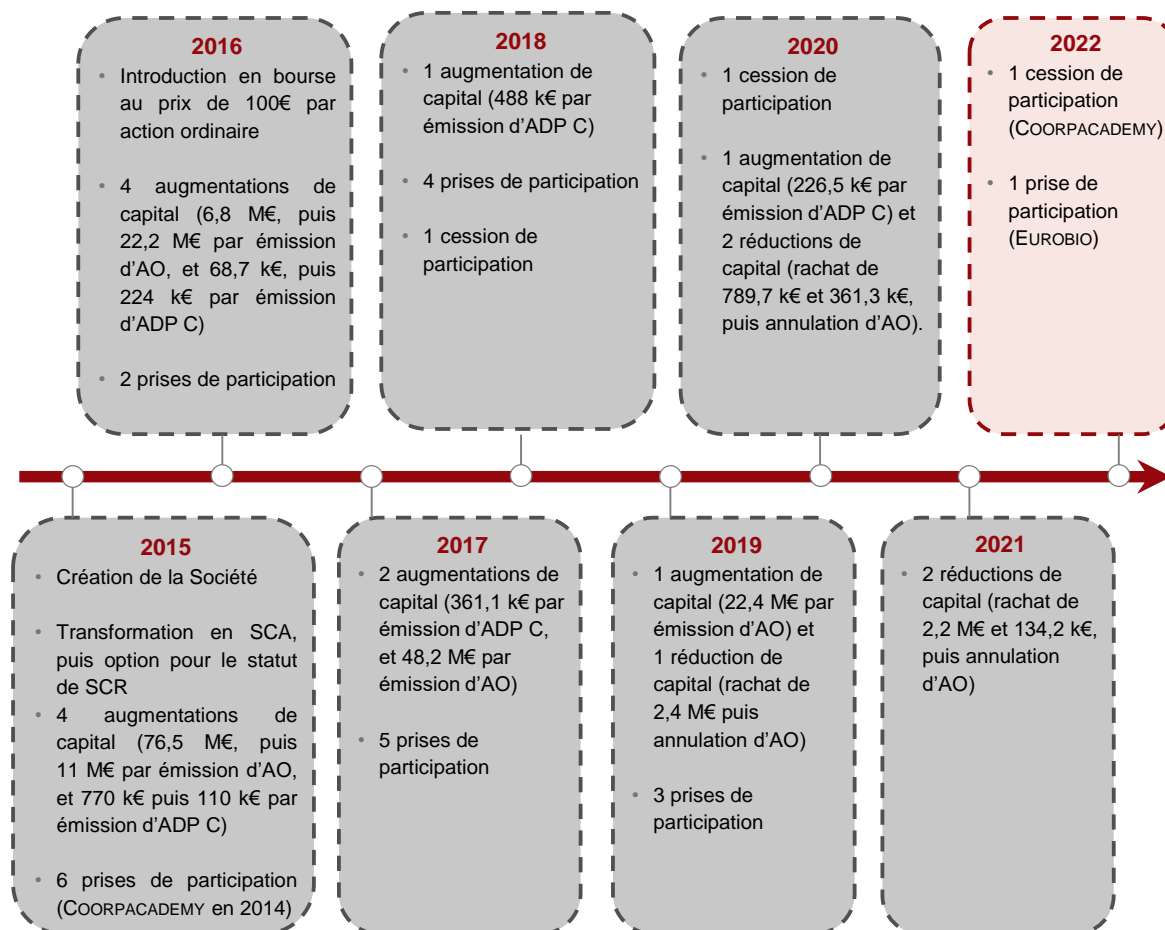 2016
• Introduction en bourse
au prix de 100€ par
action ordinaire
• 4 augmentations de
capital (6,8 M€, puis
22,2 M€ par émission
d’AO, et 68,7 k€, puis
224 k€ par émission
d’ADP C)
• 2 prises de participation
2018
• 1 augmentation de
capital (488 k€ par
émission d’ADP C)
• 4 prises de participation
• 1 cession de
participation
2020
• 1 cession de
participation
• 1 augmentation de
capital (226,5 k€ par
émission d’ADP C) et
2 réductions de
capital (rachat de
789,7 k€ et 361,3 k€,
puis annulation d’AO).
2022
• 1 cession de
participation
(COORPACADEMY)
• 1 prise de
participation
(EUROBIO)
2015
• Création de la Société
• Transformation en SCA,
puis option pour le statut
de SCR
• 4 augmentations de
capital (76,5 M€, puis
11 M€ par émission d’AO,
et 770 k€ puis 110 k€ par
émission d’ADP C)
• 6 prises de participation
(COORPACADEMY en 2014)
2017
• 2 augmentations de
capital (361,1 k€ par
émission d’ADP C,
et 48,2 M€ par
émission d’AO)
• 5 prises de
participation
2019
• 1 augmentation de
capital (22,4 M€ par
émission d’AO) et
1 réduction de
capital (rachat de
2,4 M€ puis
annulation d’AO)
• 3 prises de
participation
2021
• 2 réductions de
capital (rachat de
2,2 M€ et 134,2 k€,
puis annulation
d’AO)